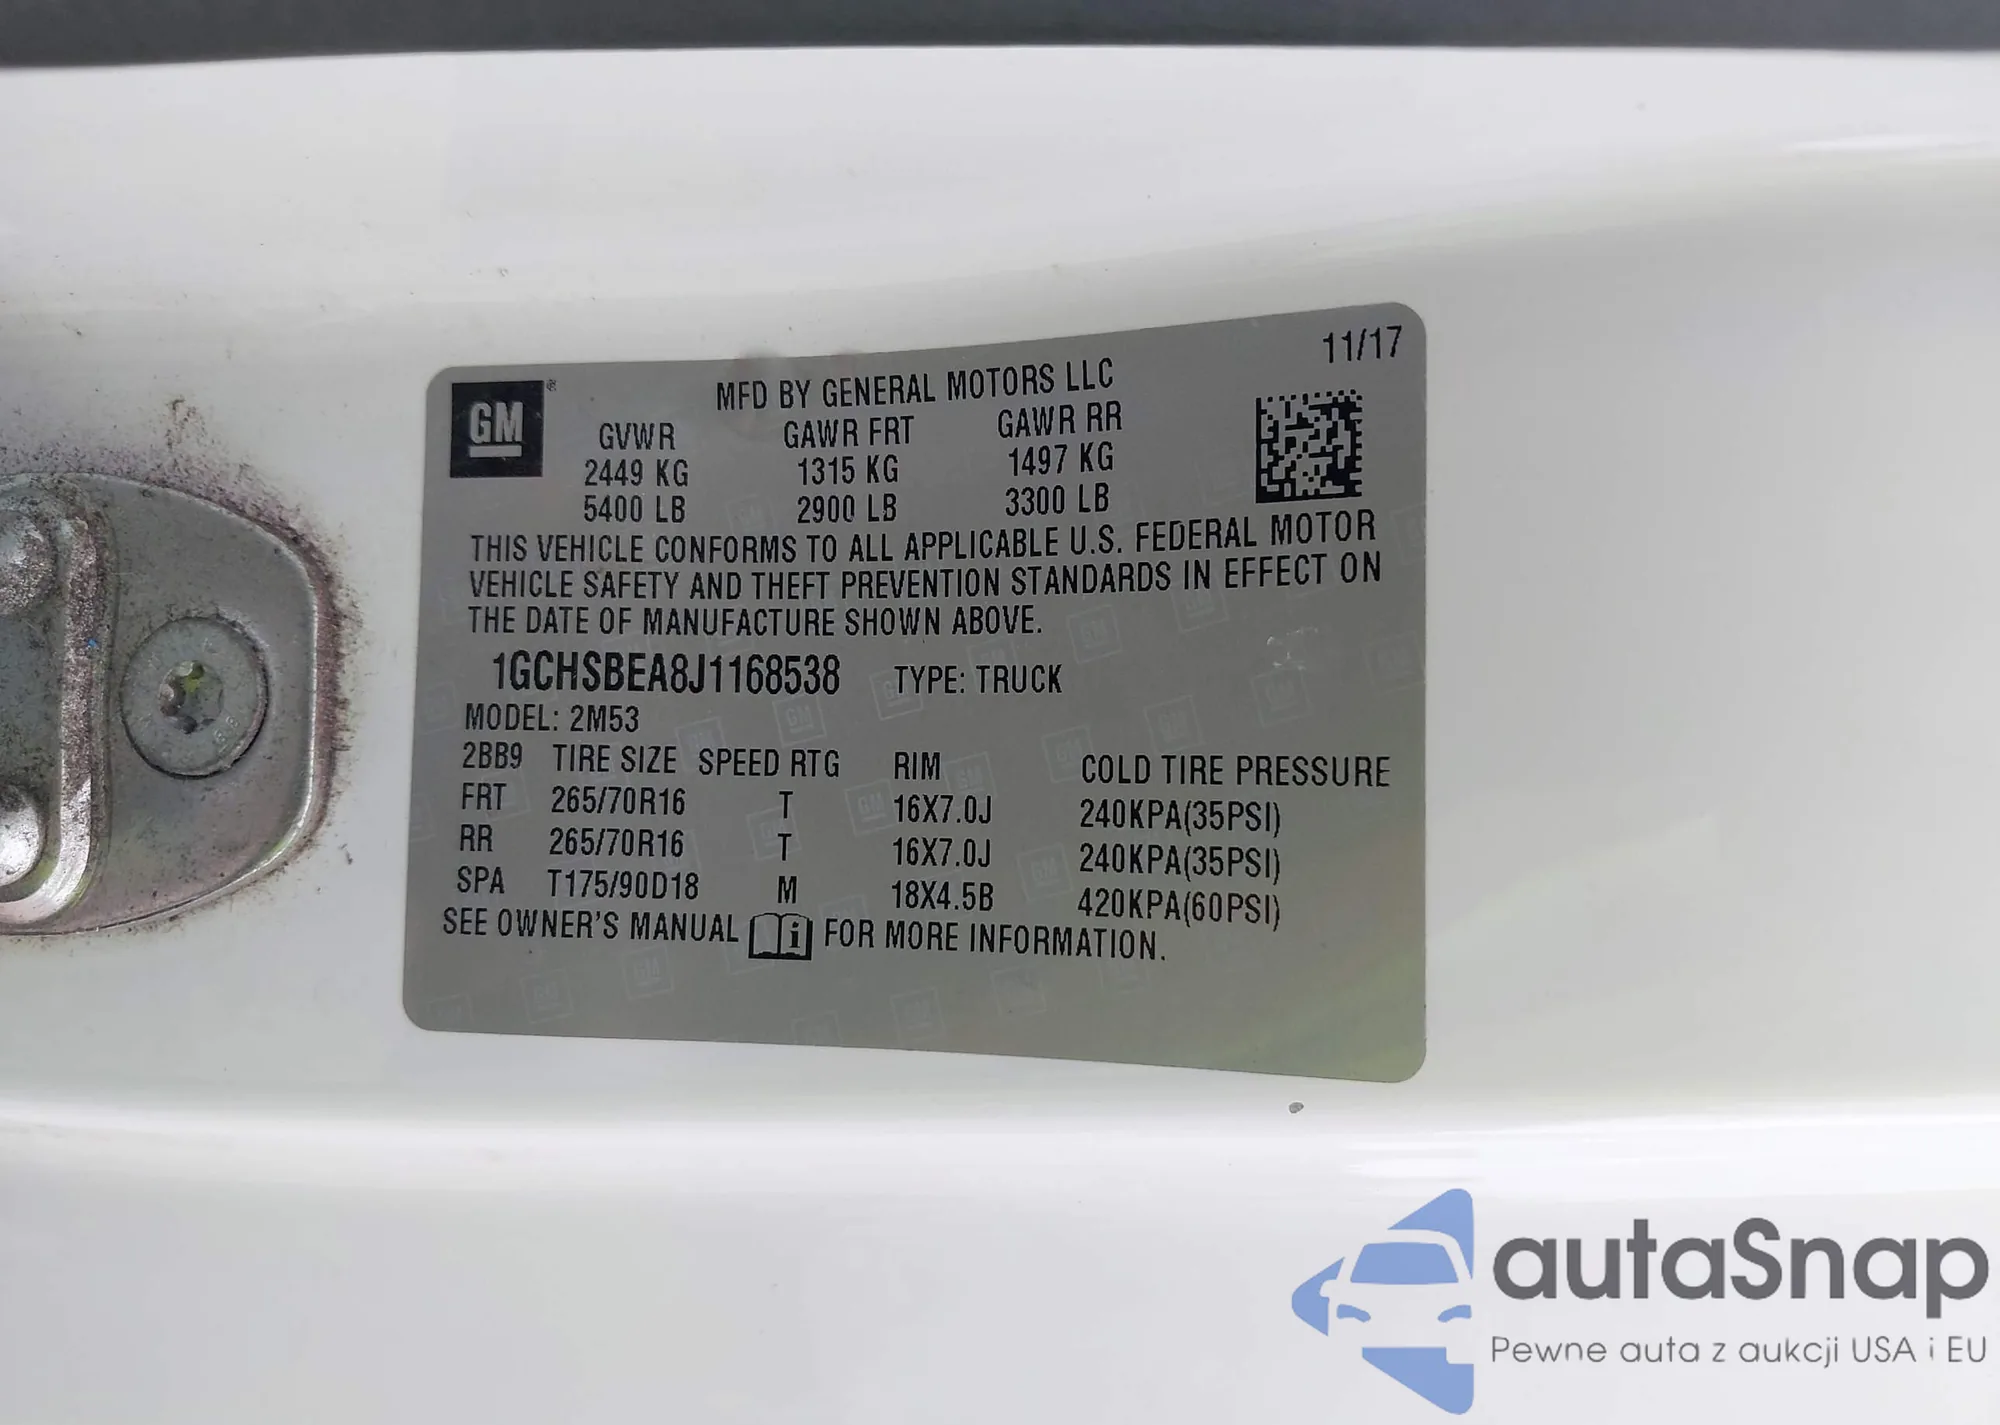 11/17
GM ®
MFD BY GENERAL MOTORS LLC
GVWR GAWR FRT GAWR RR
2449 KG 1315 KG 1497 KG
5400 LB 2900 LB 3300 LB
THIS VEHICLE CONFORMS TO ALL APPLICABLE U.S. FEDERAL MOTOR
VEHICLE SAFETY AND THEFT PREVENTION STANDARDS IN EFFECT ON
THE DATE OF MANUFACTURE SHOWN ABOVE.
1GCHSBEA8J1168538 TYPE: TRUCK
MODEL: 2M53
2BB9 TIRE SIZE SPEED RTG RIM COLD TIRE PRESSURE
FRT 265/70R16 T 16X7.0J 240KPA(35PSI)
RR 265/70R16 T 16X7.0J 240KPA(35PSI)
SPA T175/90D18 M 18X4.5B 420KPA(60PSI)
SEE OWNER'S MANUAL i FOR MORE INFORMATION.
autaSnap
Pewne auta z aukcji USA i EU